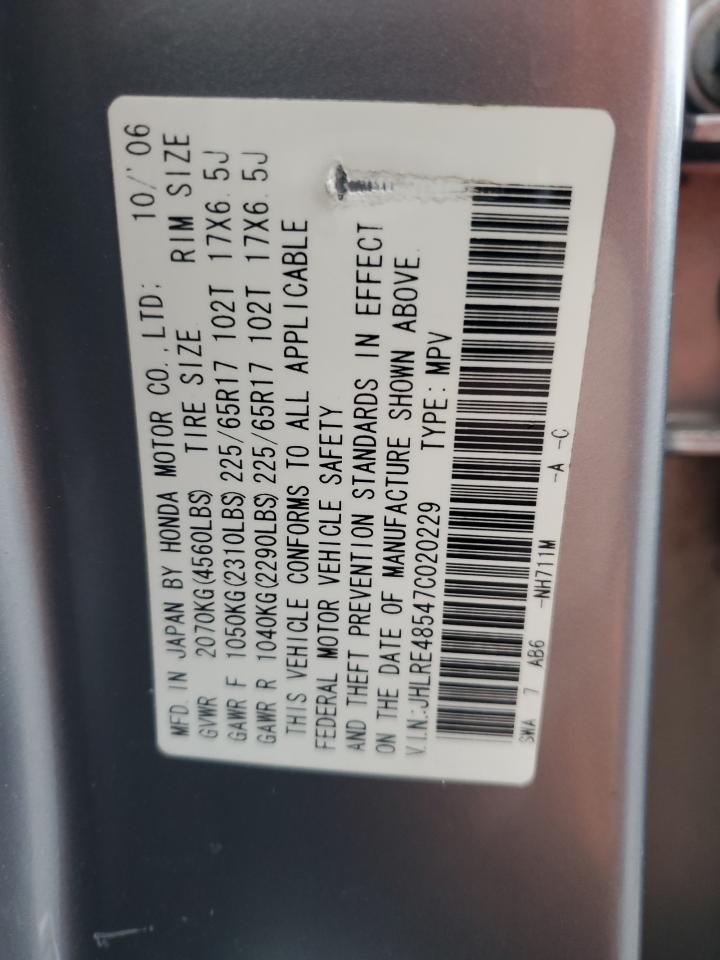 MFD. IN JAPAN BY HONDA MOTOR CO., LTD: 10/'06
GVWR 2070KG(4560LBS) TIRE SIZE RIM SIZE
GAWR F 1050KG(2310LBS) 225/65R17 102T 17X6.5J
GAWR R 1040KG(2290LBS) 225/65R17 102T 17X6.5J
THIS VEHICLE CONFORMS TO ALL APPLICABLE
FEDERAL MOTOR VEHICLE SAFETY
AND THEFT PREVENTION STANDARDS IN EFFECT
ON THE DATE OF MANUFACTURE SHOWN ABOVE.
V.I.N.:JHLRE48547C020229 TYPE: MPV
SWA 7 AB6 -NH711M -A -C